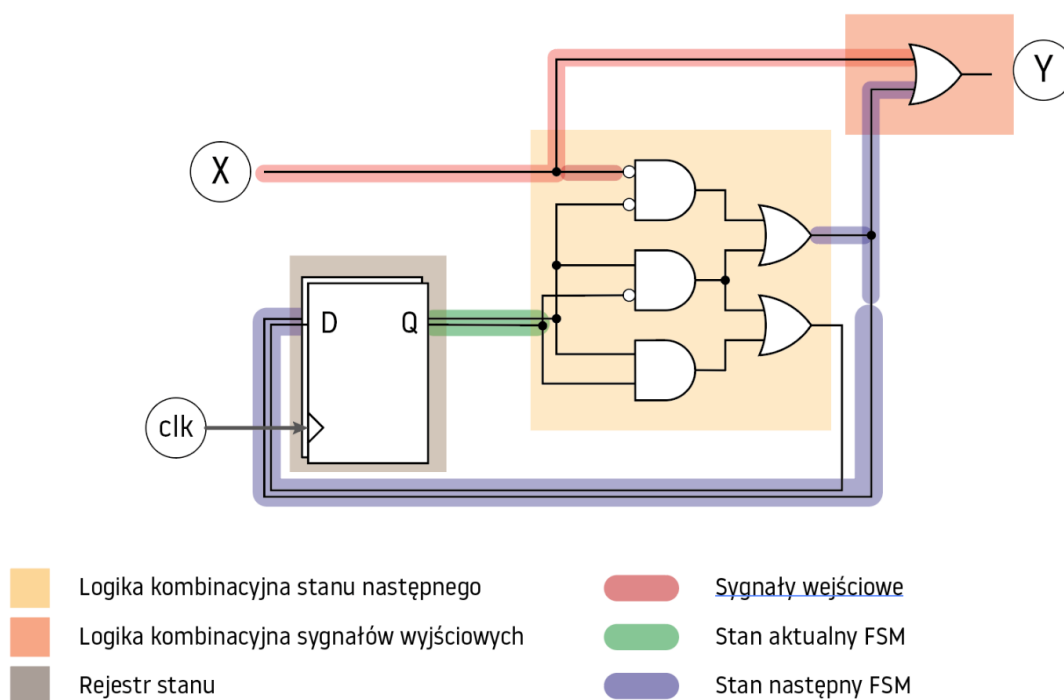 Y
X
D Q
clk
Logika kombinacyjna stanu następnego
Logika kombinacyjna sygnałów wyjściowych
Rejestr stanu
Sygnały wejściowe
Stan aktualny FSM
Stan następny FSM